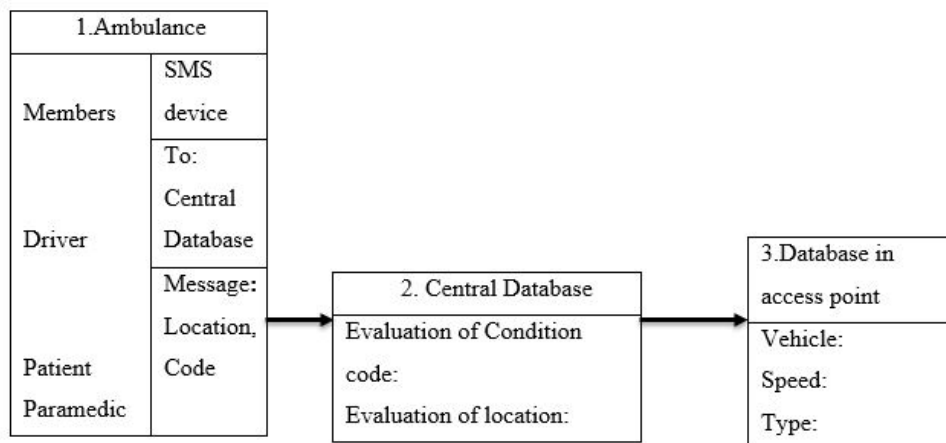 1.Ambulance
Members
Driver
Patient
Paramedic
SMS
device
To:
Central
Database
Message:
Location,
Code
2. Central Database
Evaluation of Condition
code:
Evaluation of location:
3.Database in
access point
Vehicle:
Speed:
Type: